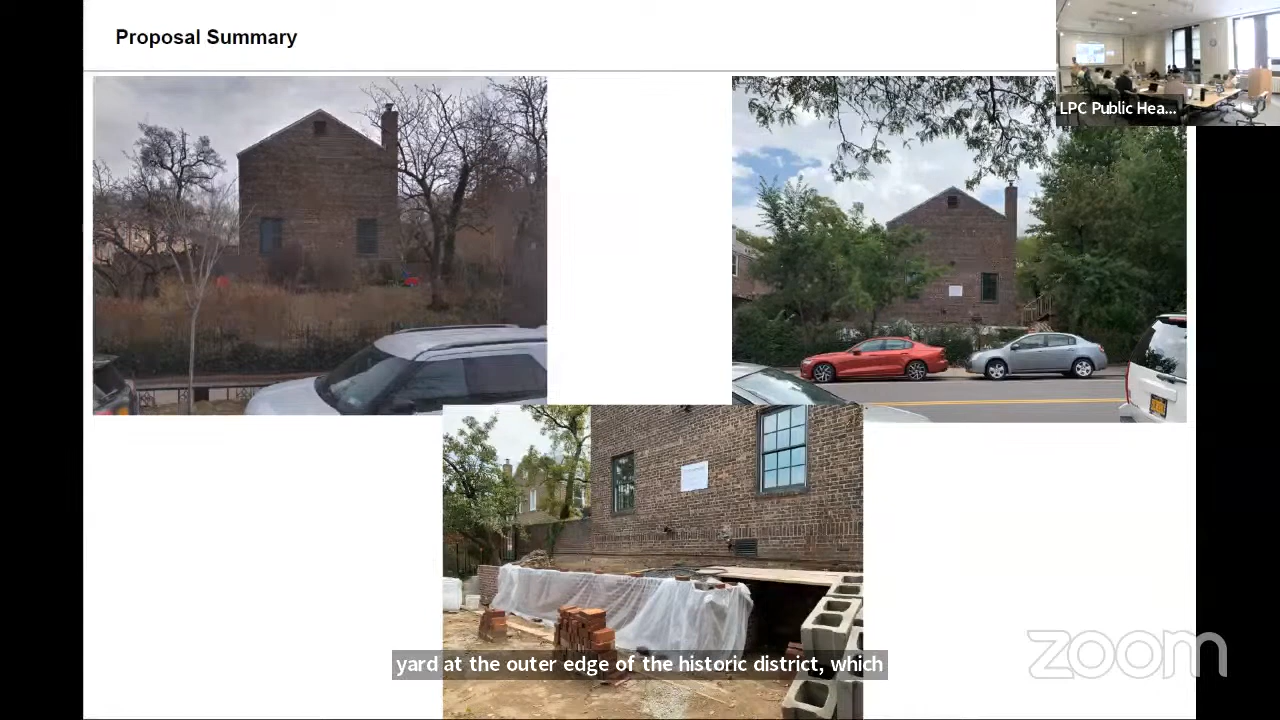 Proposal Summary
LPC Public Hea...
yard at the outer edge of the historic district, which
zoom